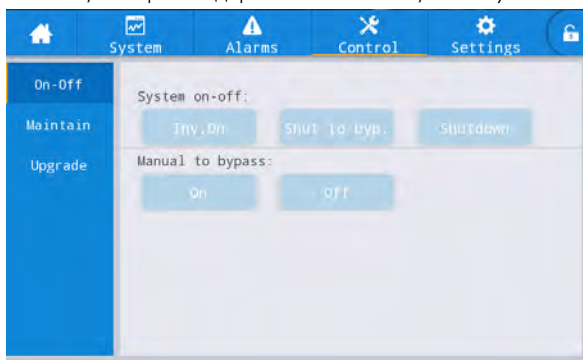 System Alarms Control Settings
On-Off
Maintain
Upgrade
System on-off:
Inv.On Shut to byp. Shutdown
Manual to bypass:
On Off